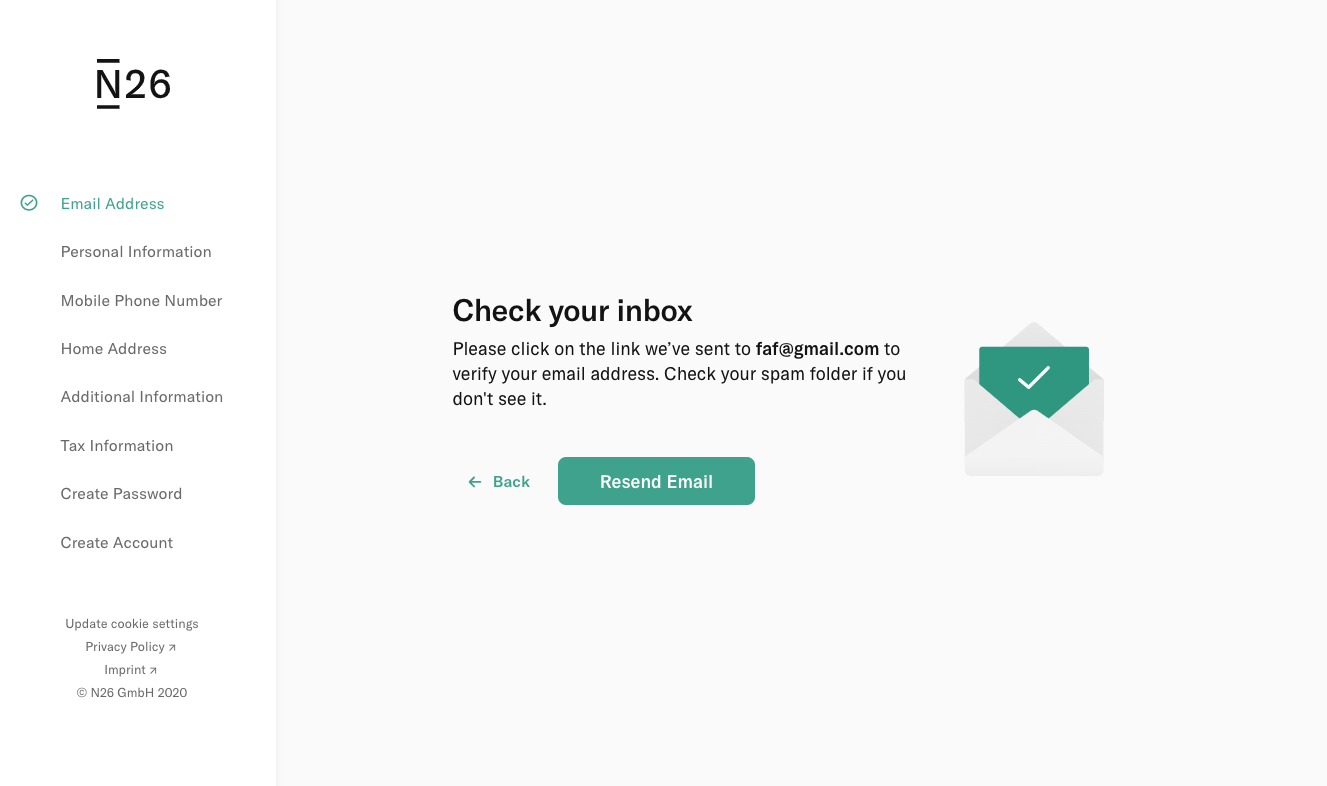 N26
Email Address
Personal Information
Mobile Phone Number
Home Address
Additional Information
Tax Information
Create Password
Create Account
Update cookie settings
Privacy Policy ↗
Imprint ↗
© N26 GmbH 2020
Check your inbox
Please click on the link we’ve sent to faf@gmail.com to
verify your email address. Check your spam folder if you
don't see it.
← Back
Resend Email